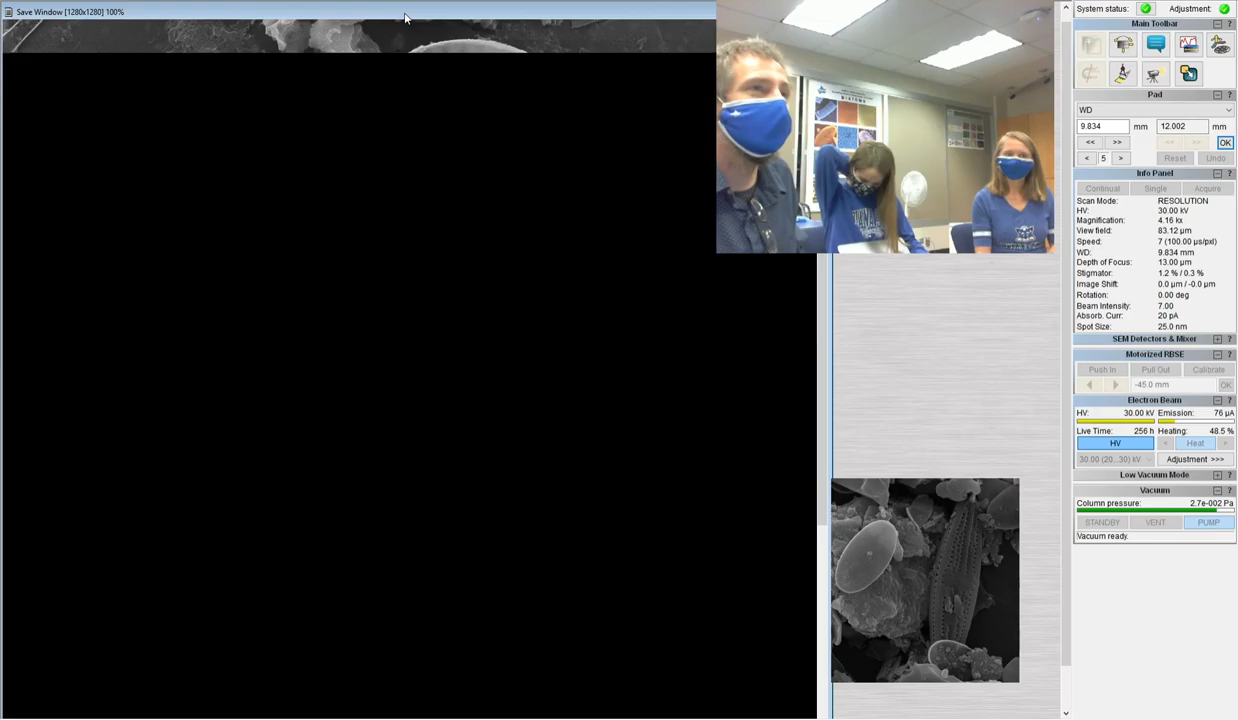 Save Window [1280x1280] 100%
System status: Adjustment:
Main Toolbar
Pad
WD
9.834 mm 12.002 mm
<< >> << >> OK
< 5 > Reset Undo
Info Panel
Continual Single Acquire
Scan Mode: RESOLUTION
HV: 30.00 kV
Magnification: 4.16 kx
View field: 83.12 µm
Speed: 7 (100.00 µs/pxl)
WD: 9.834 mm
Depth of Focus: 13.00 µm
Stigmator: 1.2 % / 0.3 %
Image Shift: 0.0 µm / -0.0 µm
Rotation: 0.00 deg
Beam Intensity: 7.00
Absorb. Curr: 20 pA
Spot Size: 25.0 nm
SEM Detectors & Mixer
Motorized RBSE
Push In Pull Out Calibrate
-45.0 mm OK
Electron Beam
HV: 30.00 kV Emission: 76 µA
Live Time: 256 h Heating: 48.5 %
HV < Heat >
30.00 (20...30) kV Adjustment >>>
Low Vacuum Mode
Vacuum
Column pressure: 2.7e-002 Pa
STANDBY VENT PUMP
Vacuum ready.